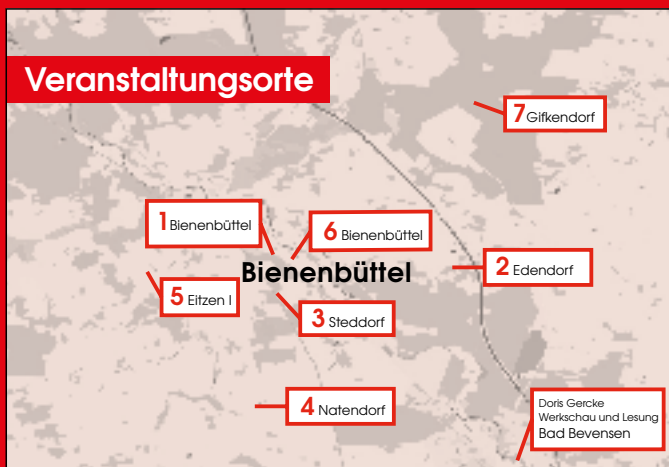 Veranstaltungsorte
7 Gifkendorf
1 Bienenbüttel
6 Bienenbüttel
Bienenbüttel
2 Edendorf
5 Eitzen I
3 Steddorf
4 Natendorf
Doris Gercke
Werkschau und Lesung
Bad Bevensen